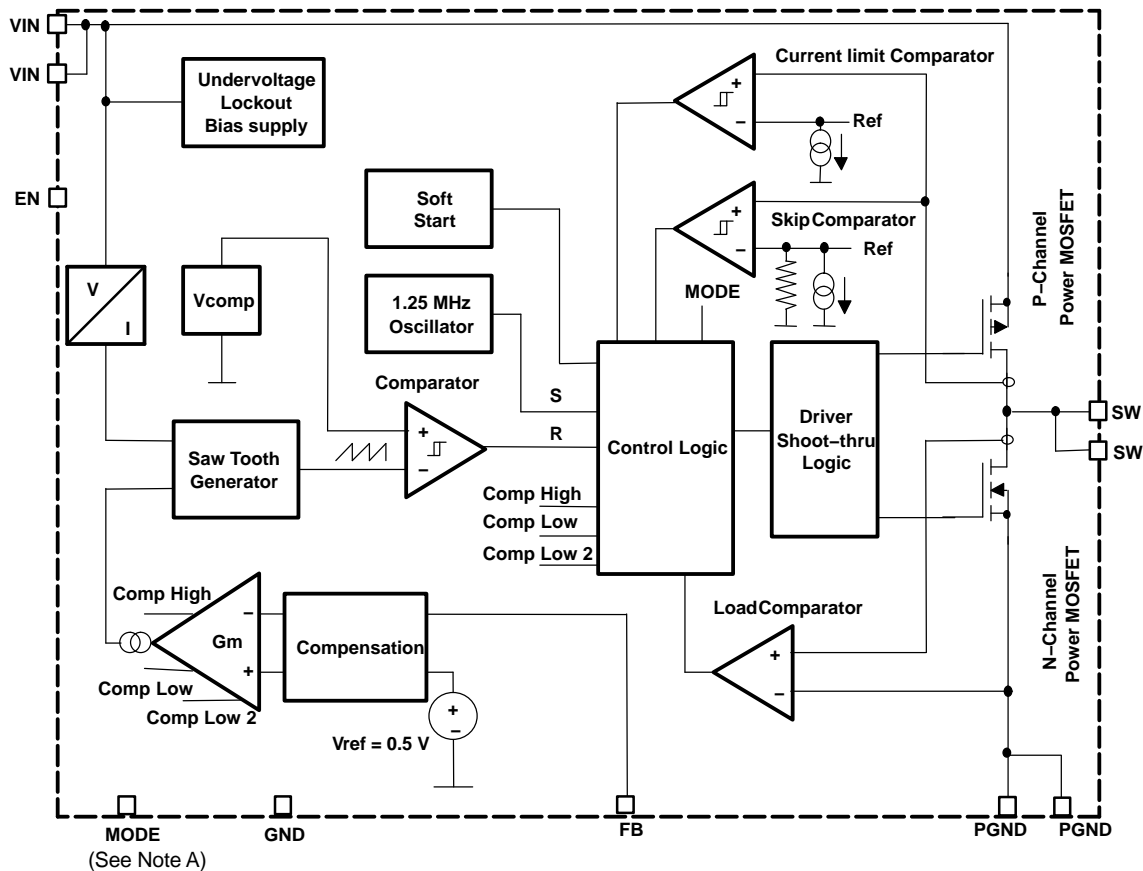 VIN
VIN
Undervoltage
Lockout
Bias supply
Current limit Comparator
+
−
Ref
EN
Soft
Start
+
−
Skip Comparator
Ref
P−Channel
Power MOSFET
V
I
Vcomp
1.25 MHz
Oscillator
MODE
Comparator
+
−
S
R
Control Logic
Driver
Shoot−thru
Logic
SW
SW
Saw Tooth
Generator
Comp High
Comp Low
Comp Low 2
Comp High
Gm
−
+
Comp Low
Comp Low 2
Compensation
+
−
Vref = 0.5 V
Load Comparator
+
−
N−Channel
Power MOSFET
MODE
(See Note A)
GND
FB
PGND
PGND